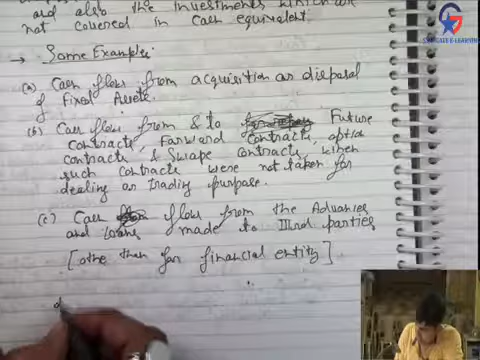 and also the investments which are
not covered in cash equivalent.
→ Some Examples:
(a) Cash flow from acquisition or disposal
of Fixed Assets.
(b) Cash flow from & to Future
contracts, Forward contracts, option
contracts & Swaps contracts, when
such contracts were not taken for
dealing or trading purpose.
(c) Cash flow from the Advances
and loans made to IIIrd parties
[other than for financial entity]